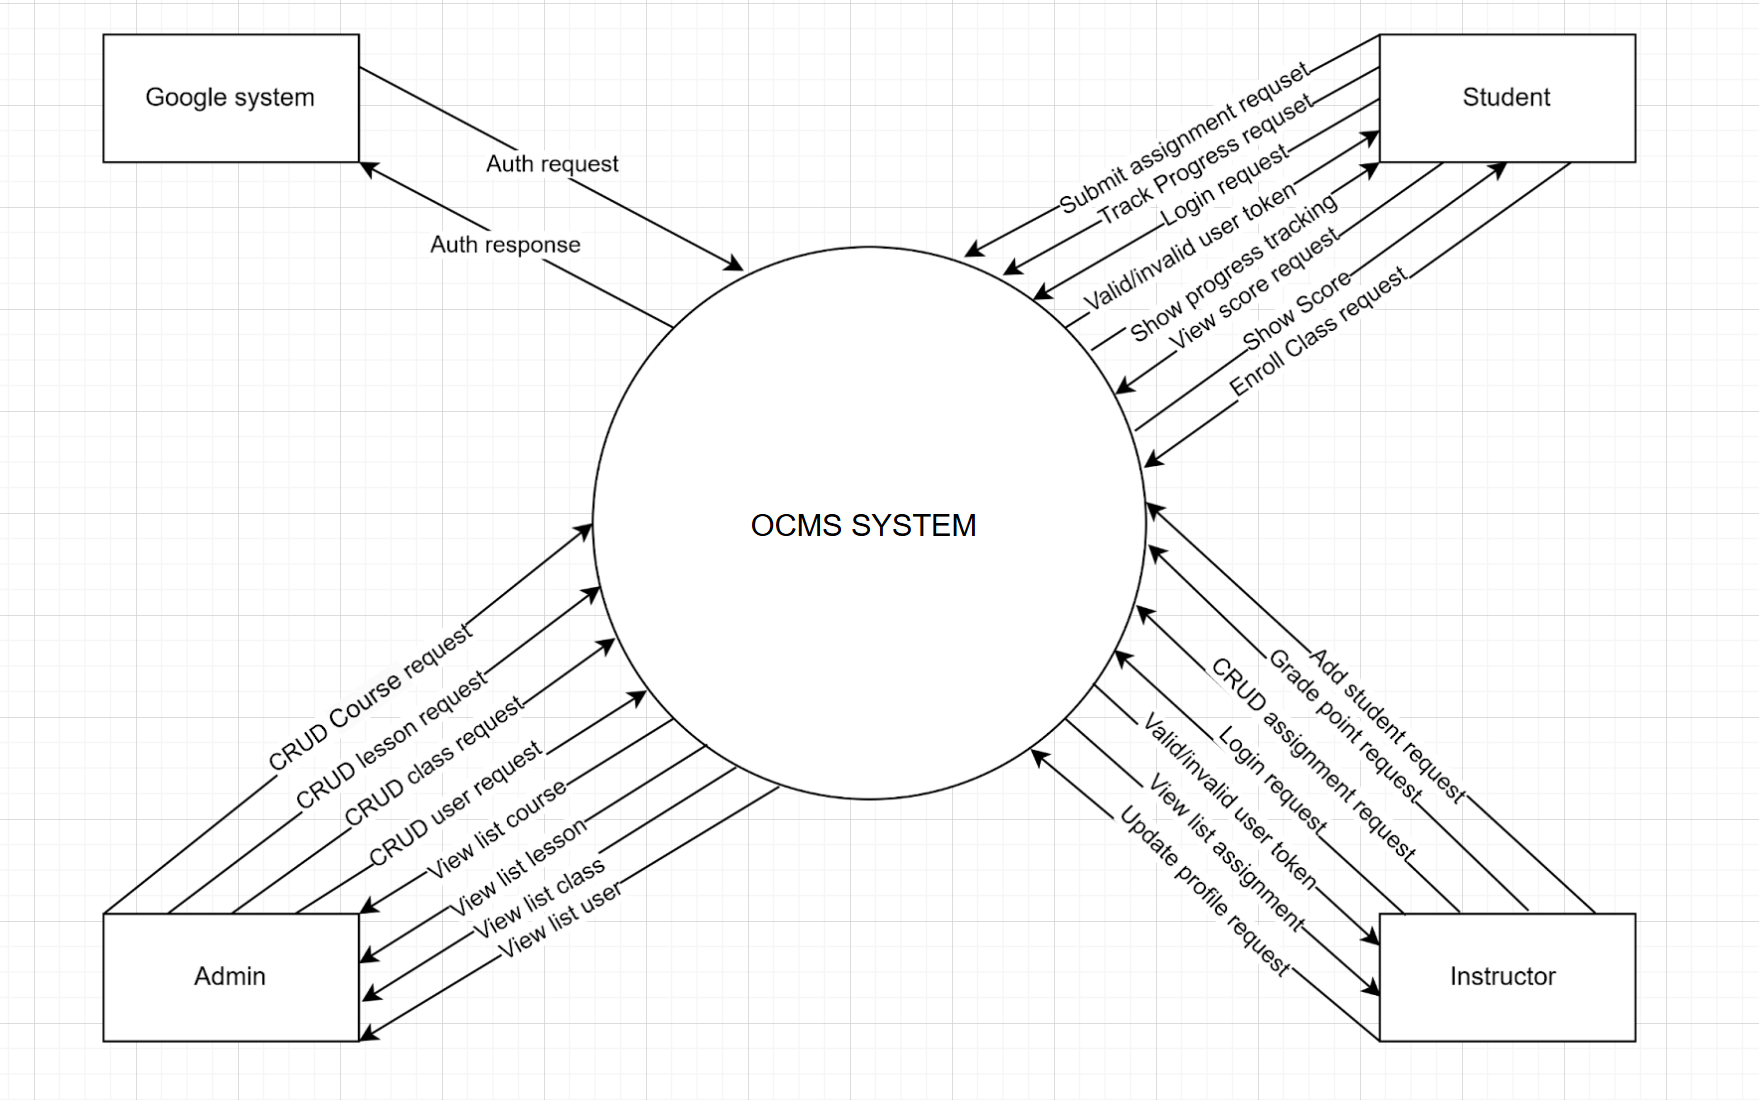 Google system
Student
Auth request
Auth response
Submit assignment requset
Track Progress requset
Login request
Valid/invalid user token
Show progress tracking
View score request
Show Score
Enroll Class request
OCMS SYSTEM
CRUD Course request
CRUD lesson request
CRUD class request
CRUD user request
View list course
View list lesson
View list class
View list user
Add student request
Grade point request
CRUD assignment request
Login request
Valid/invalid user token
View list assignment
Update profile request
Admin
Instructor